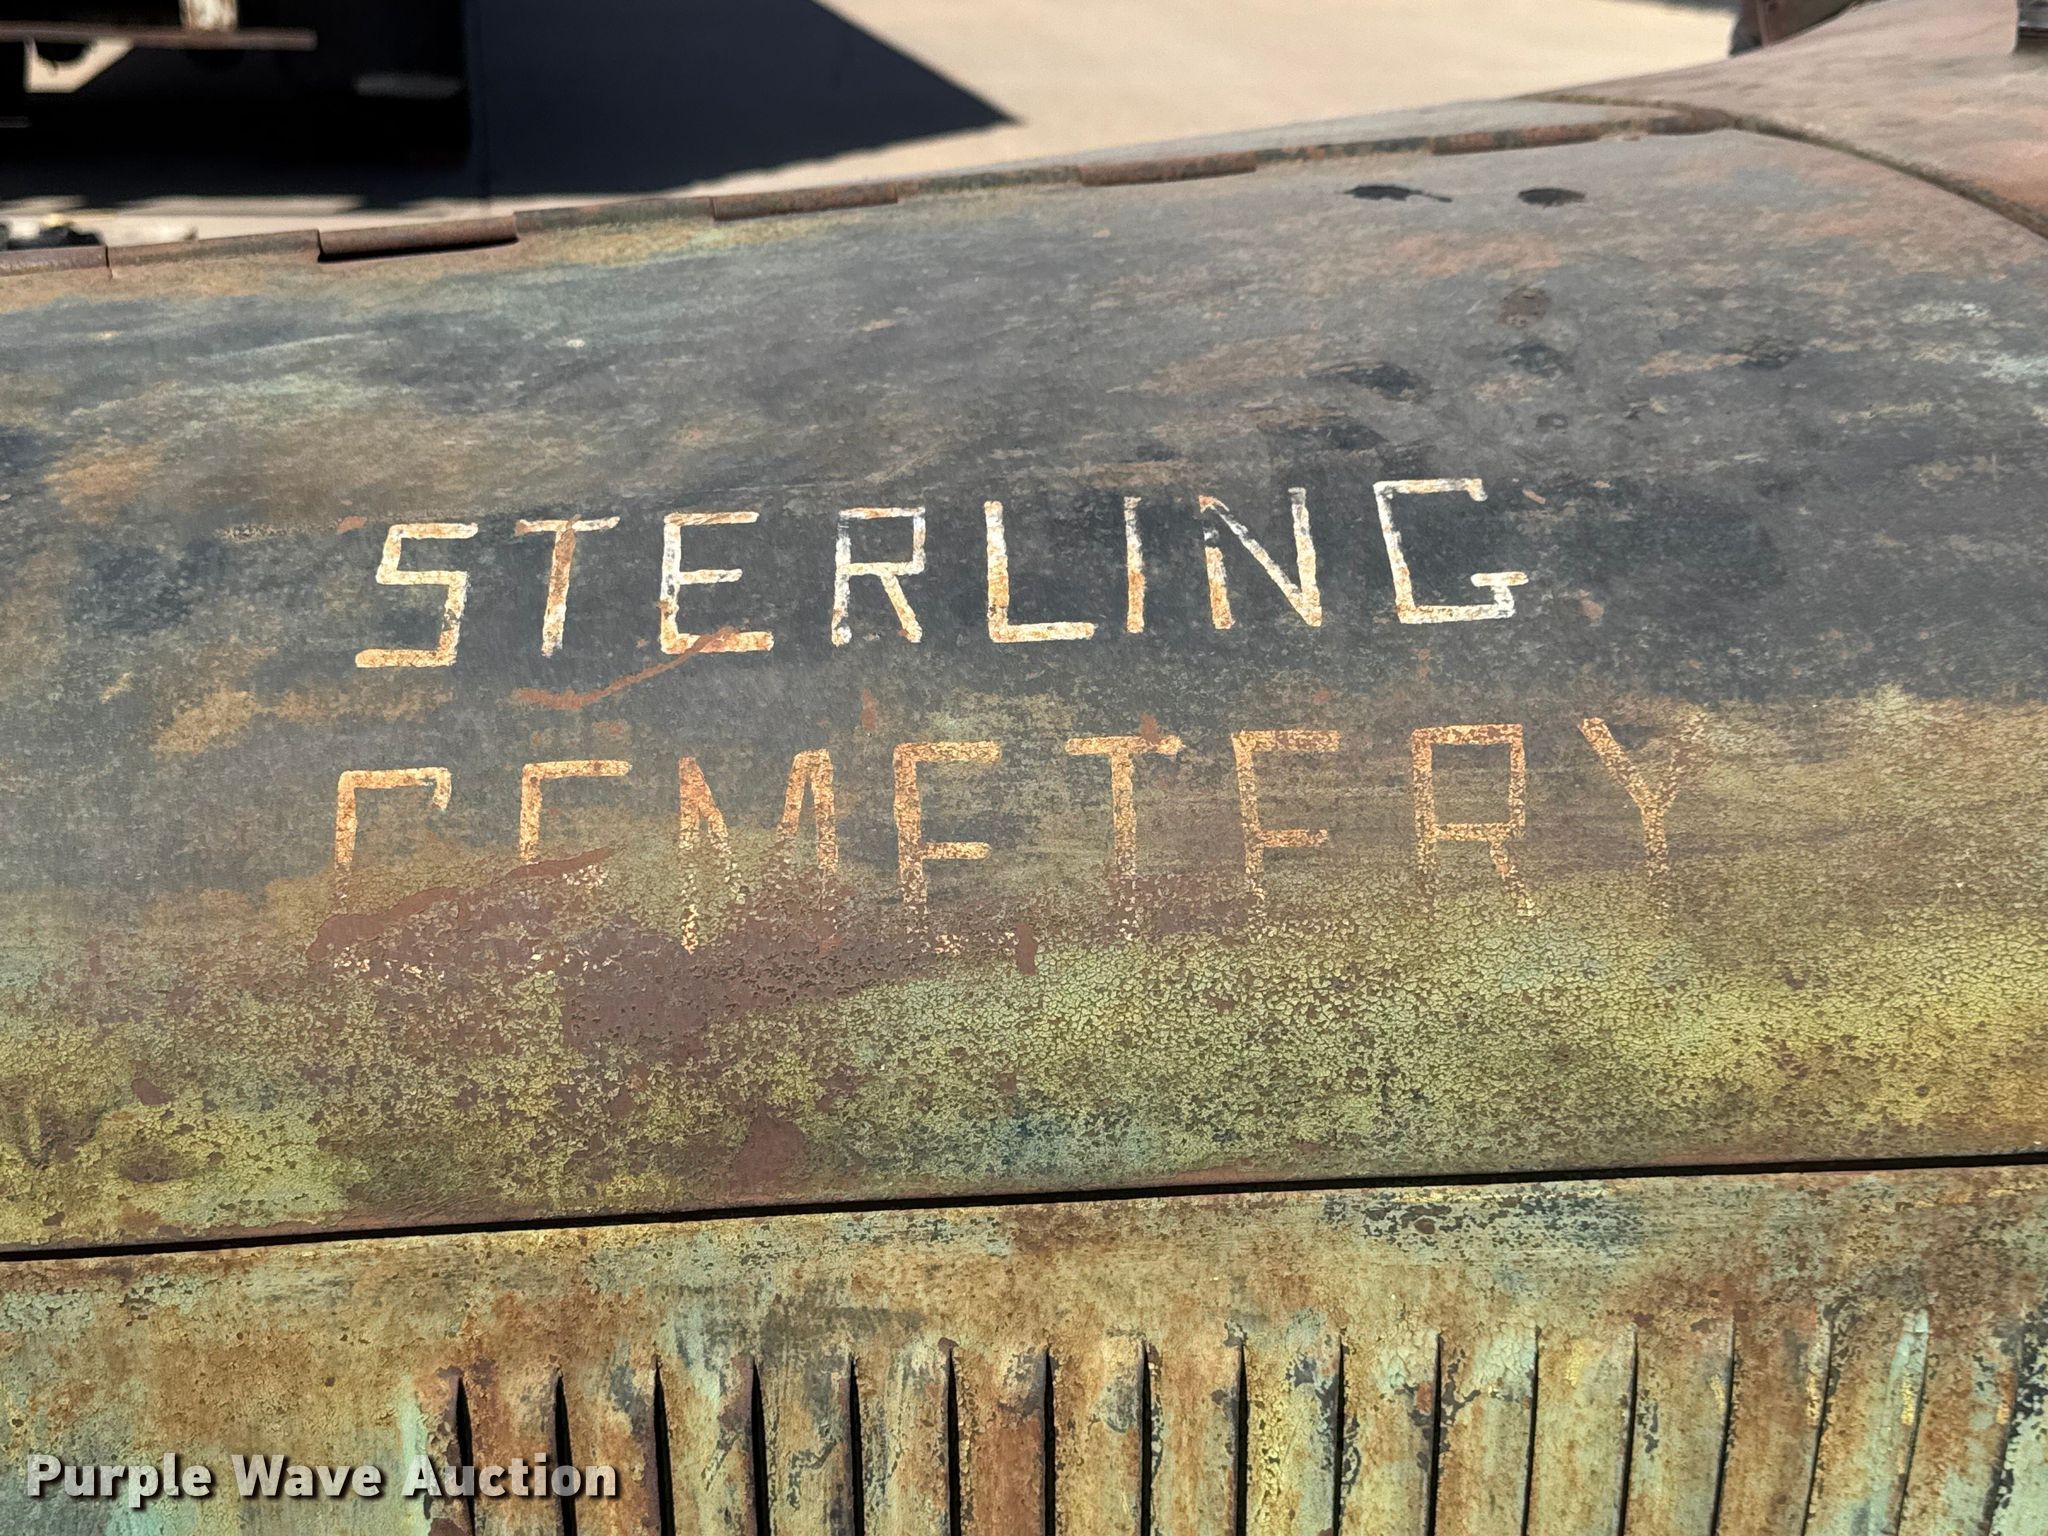 STERLING
CEMETERY
Purple Wave Auction